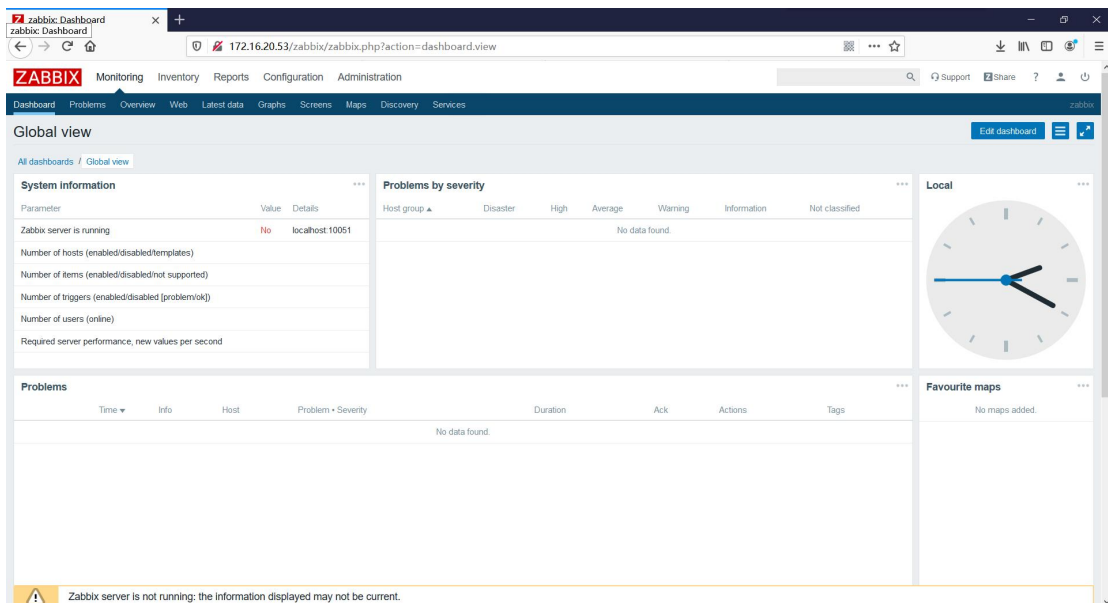 zabbix: Dashboard
zabbix: Dashboard
172.16.20.53/zabbix/zabbix.php?action=dashboard.view
ZABBIX Monitoring Inventory Reports Configuration Administration Support Z Share ?
Dashboard Problems Overview Web Latest data Graphs Screens Maps Discovery Services zabbix
Global view Edit dashboard
All dashboards / Global view
System information
Parameter Value Details
Zabbix server is running No localhost:10051
Number of hosts (enabled/disabled/templates)
Number of items (enabled/disabled/not supported)
Number of triggers (enabled/disabled [problem/ok])
Number of users (online)
Required server performance, new values per second
Problems by severity
Host group Disaster High Average Warning Information Not classified
No data found.
Local
Problems
Time Info Host Problem • Severity Duration Ack Actions Tags
No data found.
Favourite maps
No maps added.
Zabbix server is not running: the information displayed may not be current.